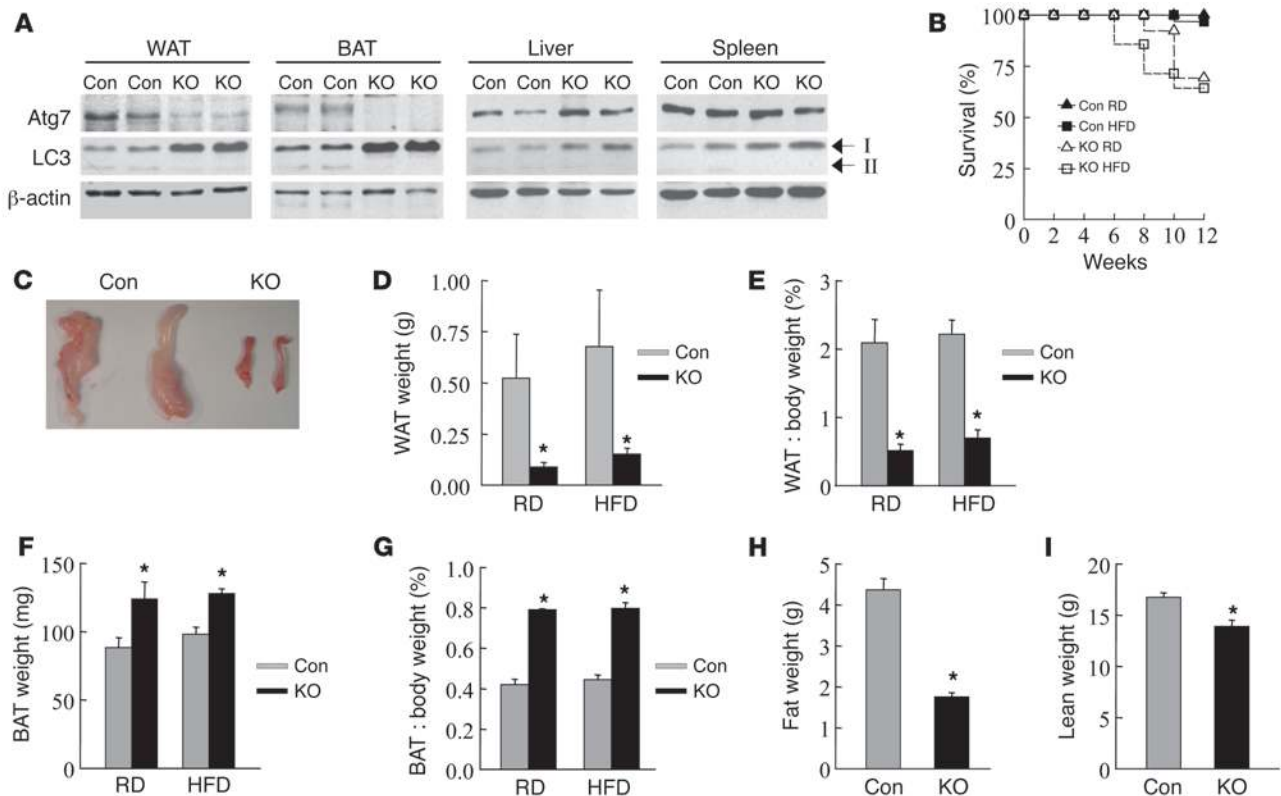 A
WAT BAT Liver Spleen
Con Con KO KO Con Con KO KO Con Con KO KO Con Con KO KO
Atg7
LC3
I
II
β-actin
B
Survival (%)
100
75
50
25
0
Con RD
Con HFD
KO RD
KO HFD
0 2 4 6 8 10 12
Weeks
C
Con KO
D
WAT weight (g)
1.00
0.75
0.50
0.25
0.00
*
*
RD HFD
Con
KO
E
WAT : body weight (%)
3
2
1
0
*
*
RD HFD
Con
KO
F
BAT weight (mg)
150
100
50
0
*
*
RD HFD
Con
KO
G
BAT : body weight (%)
1.0
0.8
0.6
0.4
0.2
0.0
*
*
RD HFD
Con
KO
H
Fat weight (g)
5
4
3
2
1
0
*
Con KO
I
Lean weight (g)
20
15
10
5
0
*
Con KO